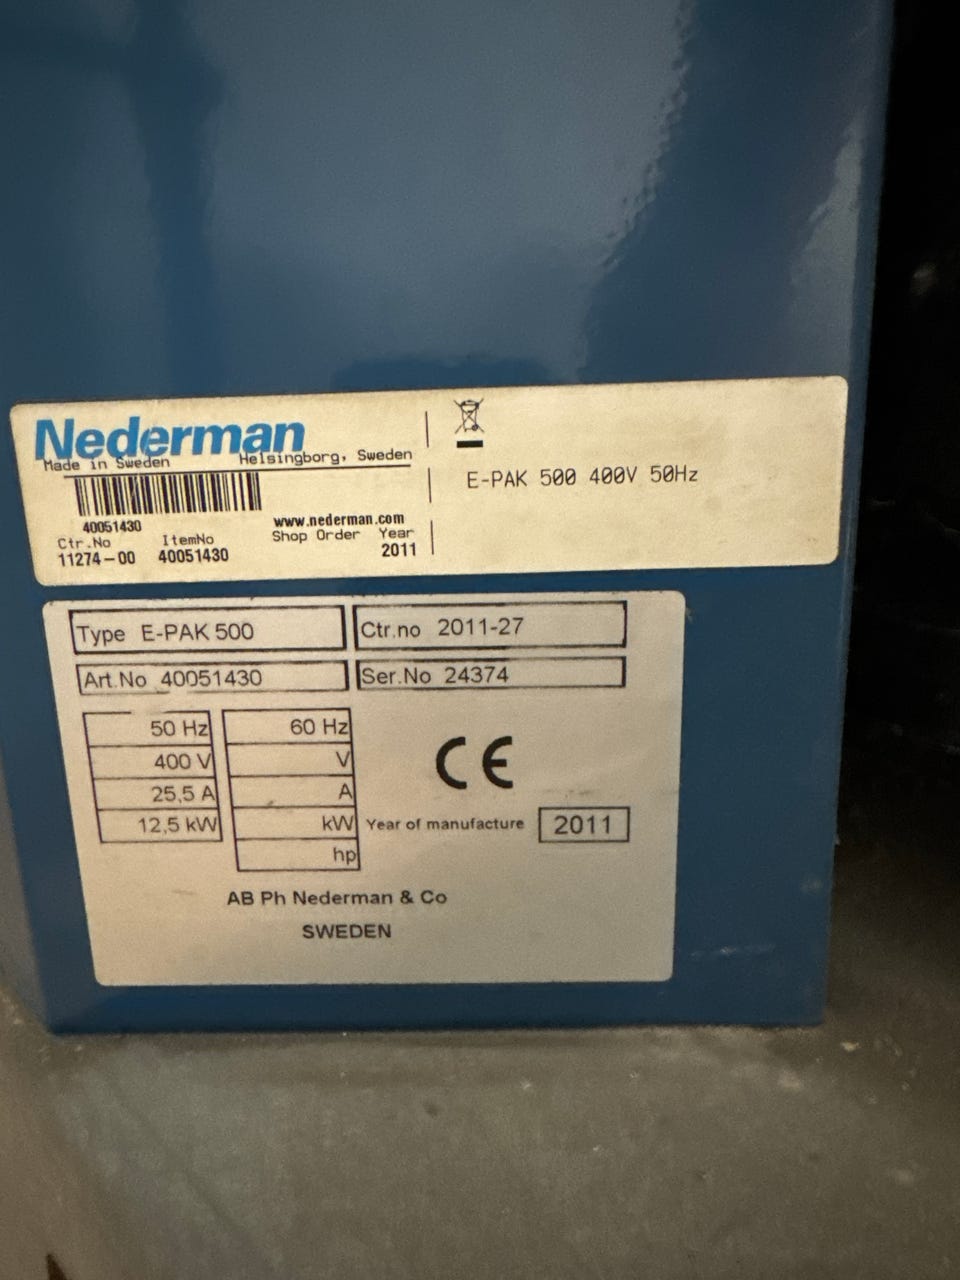 Nederman
Made in Sweden Helsingborg, Sweden
40051430
www.nederman.com
Ctr.No ItemNo Shop Order Year
11274-00 40051430 2011
E-PAK 500 400V 50Hz
Type E-PAK 500 Ctr.no 2011-27
Art.No 40051430 Ser.No 24374
50 Hz 60 Hz
400 V V
25,5 A A
12,5 kW kW
hp
CE
Year of manufacture 2011
AB Ph Nederman & Co
SWEDEN